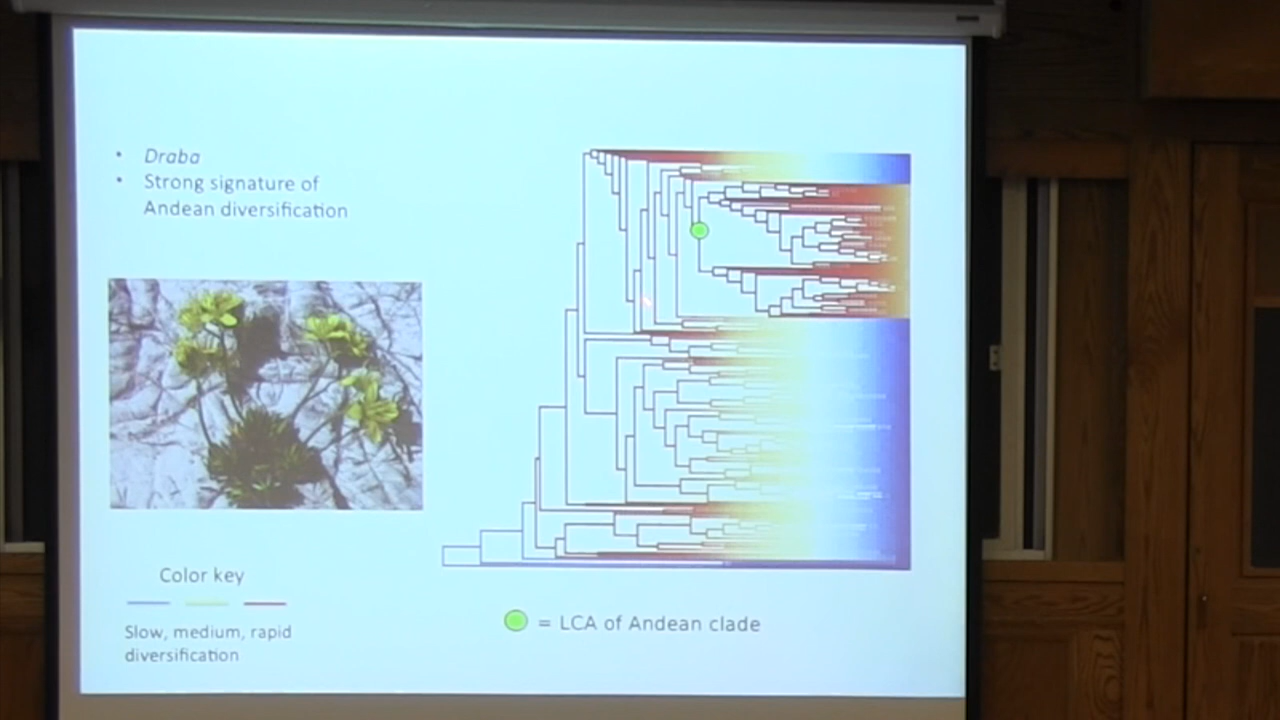 • Draba
• Strong signature of
Andean diversification
Color key
Slow, medium, rapid
diversification
= LCA of Andean clade